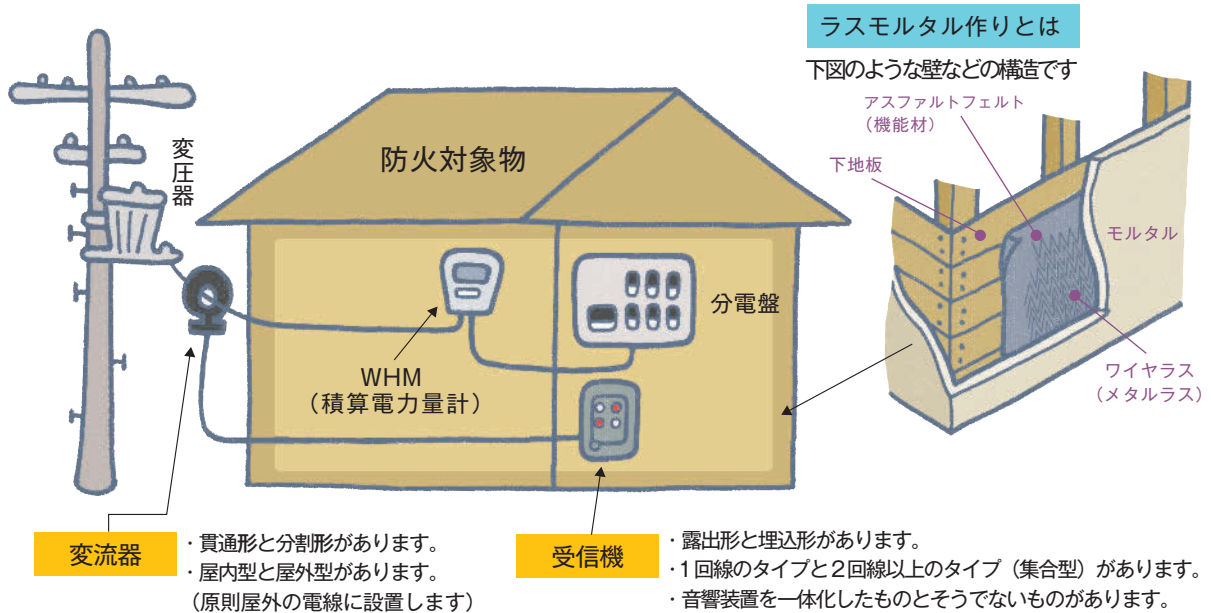 ラスモルタル作りとは
下図のような壁などの構造です
アスファルトフェルト
（機能材）
下地板
モルタル
ワイヤラス
（メタルラス）
変圧器
防火対象物
分電盤
WHM
（積算電力量計）
変流器
・貫通形と分割形があります。
・屋内型と屋外型があります。
（原則屋外の電線に設置します）
受信機
・露出形と埋込形があります。
・1回線のタイプと2回線以上のタイプ（集合型）があります。
・音響装置を一体化したものとそうでないものがあります。